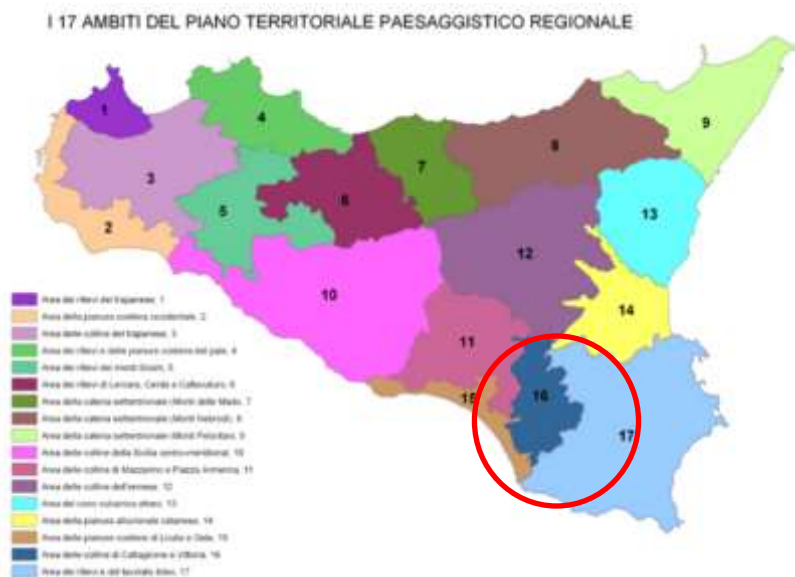 I 17 AMBITI DEL PIANO TERRITORIALE PAESAGGISTICO REGIONALE
1
2
3
4
5
6
7
8
9
10
11
12
13
14
15
16
17
Area dei rilievi del trapanese, 1
Area della pianura costiera occidentale, 2
Area delle colline del trapanese, 3
Area dei rilievi e delle pianure costiere del pale, 4
Area dei rilievi dei monti Sicani, 5
Area dei rilievi di Lercara, Cerda e Caltavuturo, 6
Area della catena settentrionale (Monti delle Madonie), 7
Area della catena settentrionale (Monti Nebrodi), 8
Area della catena settentrionale (Monti Peloritani), 9
Area delle colline della Sicilia centro-meridional, 10
Area delle colline di Mazzarino e Piazza Armerina, 11
Area delle colline dell'ennese, 12
Area del cono vulcanico etneo, 13
Area della pianura alluvionale catanese, 14
Area delle pianure costiere di Licata e Gela, 15
Area delle colline di Caltagirone e Vittoria, 16
Area dei rilievi e del tavolato ibleo, 17